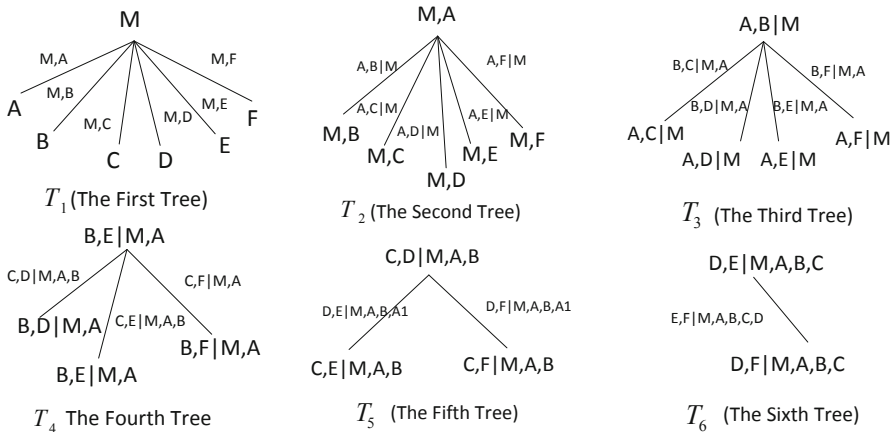 M
M,A
M,B
M,C
M,D
M,E
M,F
A
B
C
D
E
F
T1 (The First Tree)
M,A
A,B|M
A,C|M
A,D|M
A,E|M
A,F|M
M,B
M,C
M,D
M,E
M,F
T2 (The Second Tree)
A,B|M
B,C|M,A
B,D|M,A
B,E|M,A
B,F|M,A
A,C|M
A,D|M
A,E|M
A,F|M
T3 (The Third Tree)
B,E|M,A
C,D|M,A,B
C,E|M,A,B
C,F|M,A
B,D|M,A
B,E|M,A
B,F|M,A
T4 The Fourth Tree
C,D|M,A,B
D,E|M,A,B,A1
D,F|M,A,B,A1
C,E|M,A,B
C,F|M,A,B
T5 (The Fifth Tree)
D,E|M,A,B,C
E,F|M,A,B,C,D
D,F|M,A,B,C
T6 (The Sixth Tree)